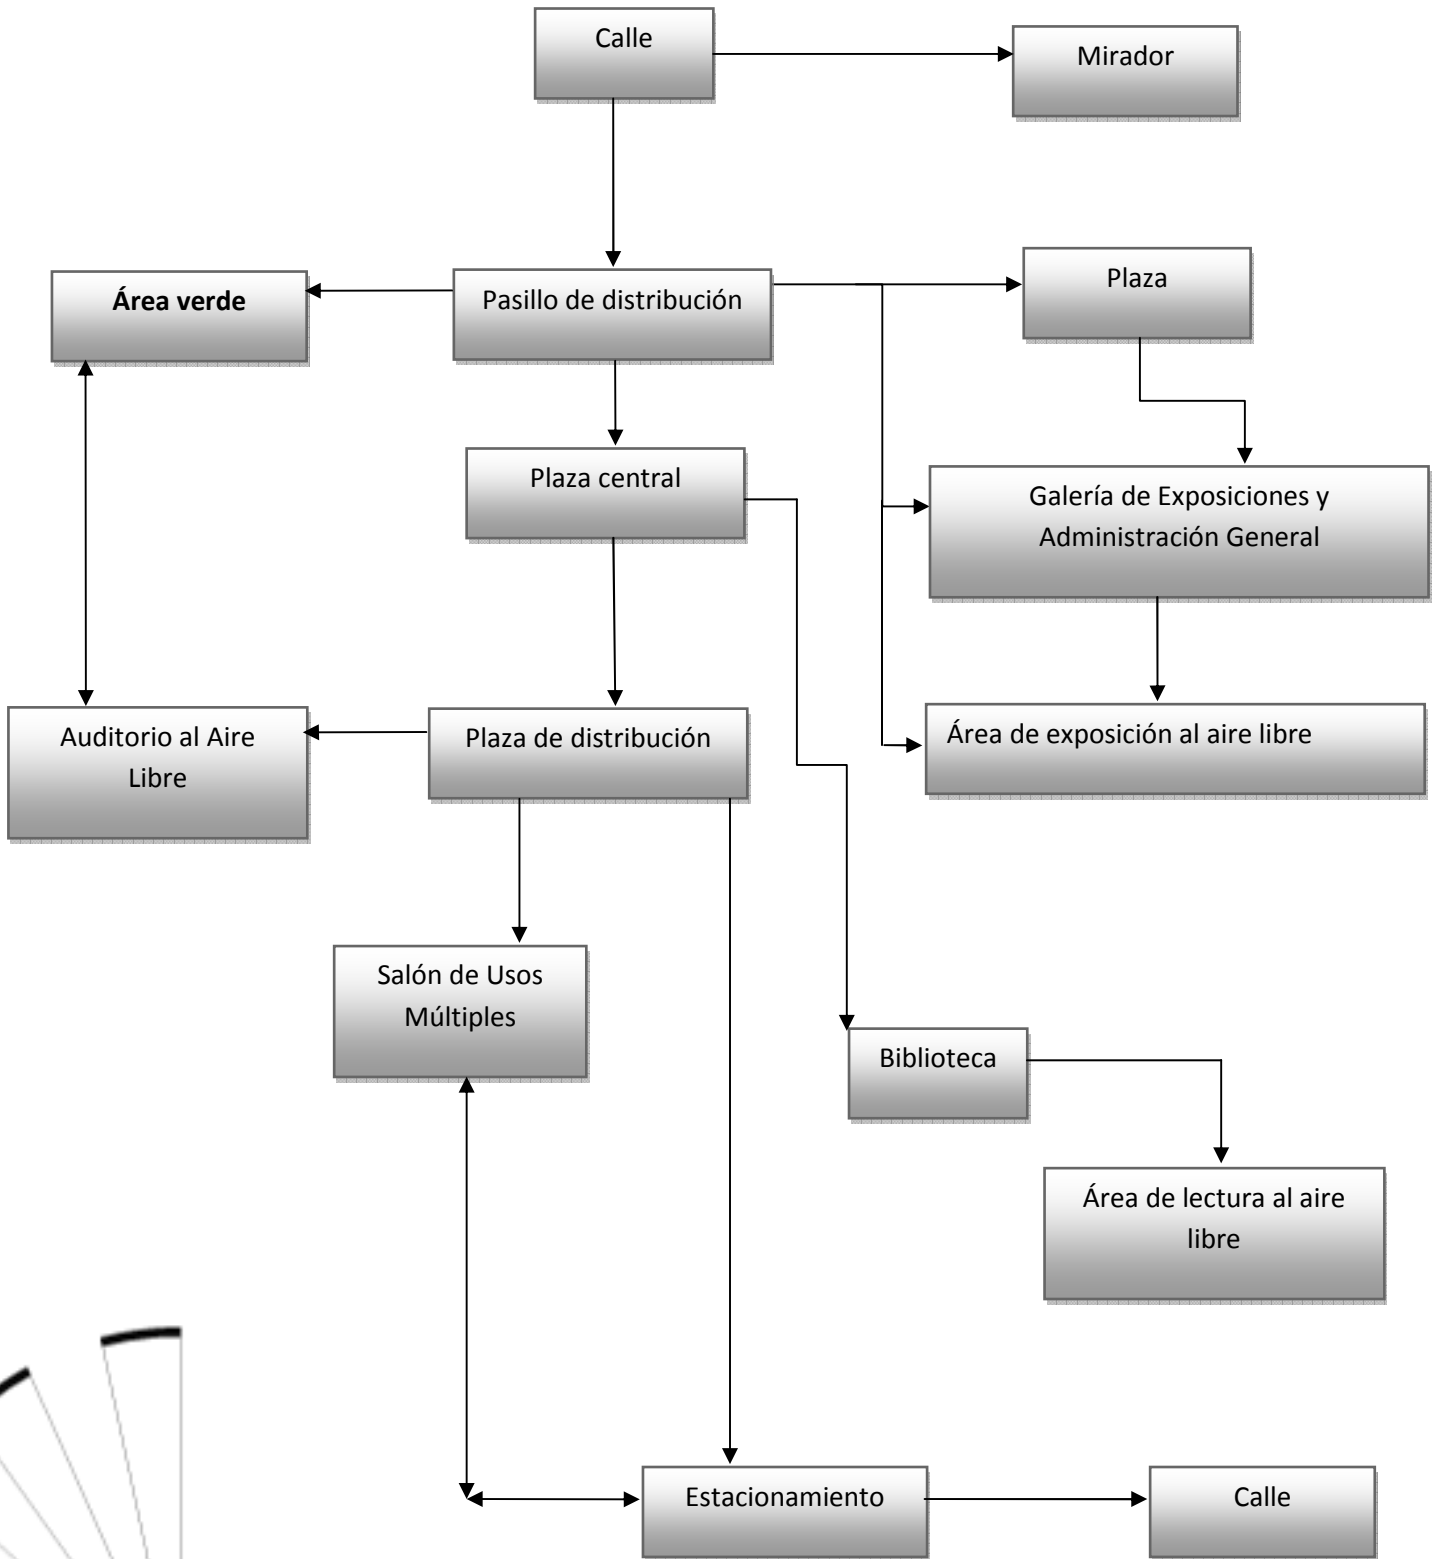 Calle
Mirador
Área verde
Pasillo de distribución
Plaza
Plaza central
Galería de Exposiciones y
Administración General
Auditorio al Aire
Libre
Plaza de distribución
Área de exposición al aire libre
Salón de Usos
Múltiples
Biblioteca
Área de lectura al aire
libre
Estacionamiento
Calle